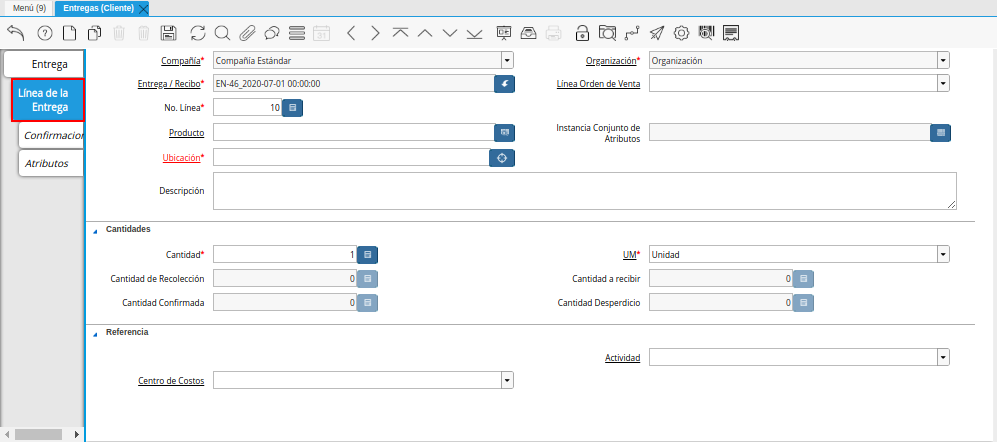 Menú (9) Entregas (Cliente)
31
Entrega
Línea de la
Entrega
Confirmacion
Atributos
Compañía* Compañía Estándar Organización* Organización
Entrega / Recibo* EN-46_2020-07-01 00:00:00 Línea Orden de Venta
No. Línea* 10
Producto Instancia Conjunto de
Atributos
Ubicación*
Descripción
Cantidades
Cantidad* 1 UM* Unidad
Cantidad de Recolección 0 Cantidad a recibir 0
Cantidad Confirmada 0 Cantidad Desperdicio 0
Referencia
Actividad
Centro de Costos